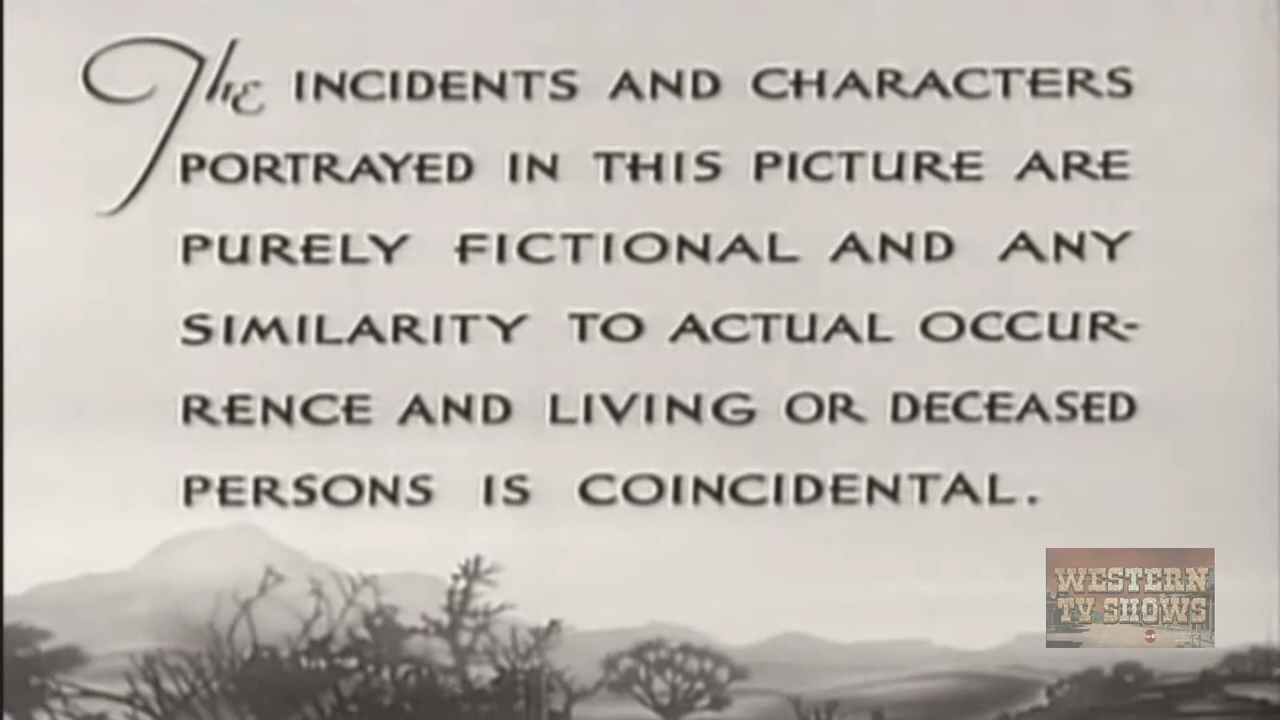 The INCIDENTS AND CHARACTERS
PORTRAYED IN THIS PICTURE ARE
PURELY FICTIONAL AND ANY
SIMILARITY TO ACTUAL OCCUR-
RENCE AND LIVING OR DECEASED
PERSONS IS COINCIDENTAL.
WESTERN
TV SHOWS